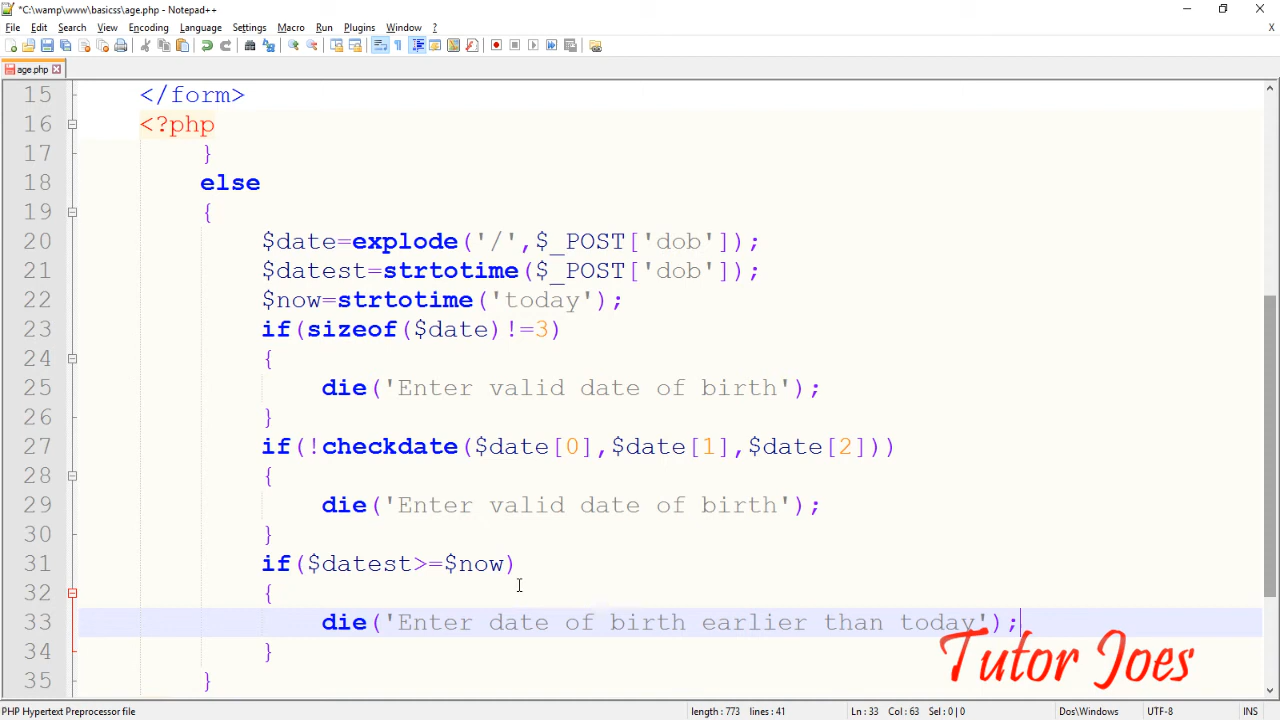 *C:\wamp\www\basicss\age.php - Notepad++
File Edit Search View Encoding Language Settings Macro Run Plugins Window ?
X
age.php
15 </form>
16 <?php
17 }
18 else
19 {
20 $date=explode('/',$_POST['dob']);
21 $datest=strtotime($_POST['dob']);
22 $now=strtotime('today');
23 if(sizeof($date)!=3)
24 {
25 die('Enter valid date of birth');
26 }
27 if(!checkdate($date[0],$date[1],$date[2]))
28 {
29 die('Enter valid date of birth');
30 }
31 if($datest>=$now)
32 {
33 die('Enter date of birth earlier than today');
34 }
35 }
Tutor Joes
PHP Hypertext Preprocessor file length : 773 lines : 41 Ln : 33 Col : 63 Sel : 0 | 0 Dos\Windows UTF-8 INS